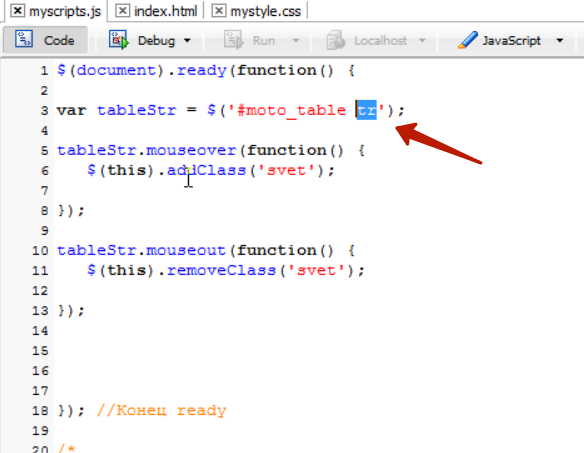 myscripts.js index.html mystyle.css
Code Debug Run Localhost JavaScript
1 $(document).ready(function() {
2
3 var tableStr = $('#moto_table tr');
4
5 tableStr.mouseover(function() {
6 $(this).addClass('svet');
7
8 });
9
10 tableStr.mouseout(function() {
11 $(this).removeClass('svet');
12
13 });
14
15
16
17
18 }); //Конец ready
19
20 /*